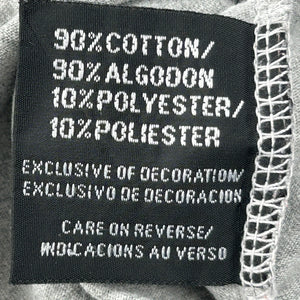 90%COTTON/
90%ALGODON
10%POLYESTER/
10%POLIESTER
EXCLUSIVE OF DECORATION/
EXCLUSIVO DE DECORACION
CARE ON REVERSE/
INDICACIONS AU VERSO